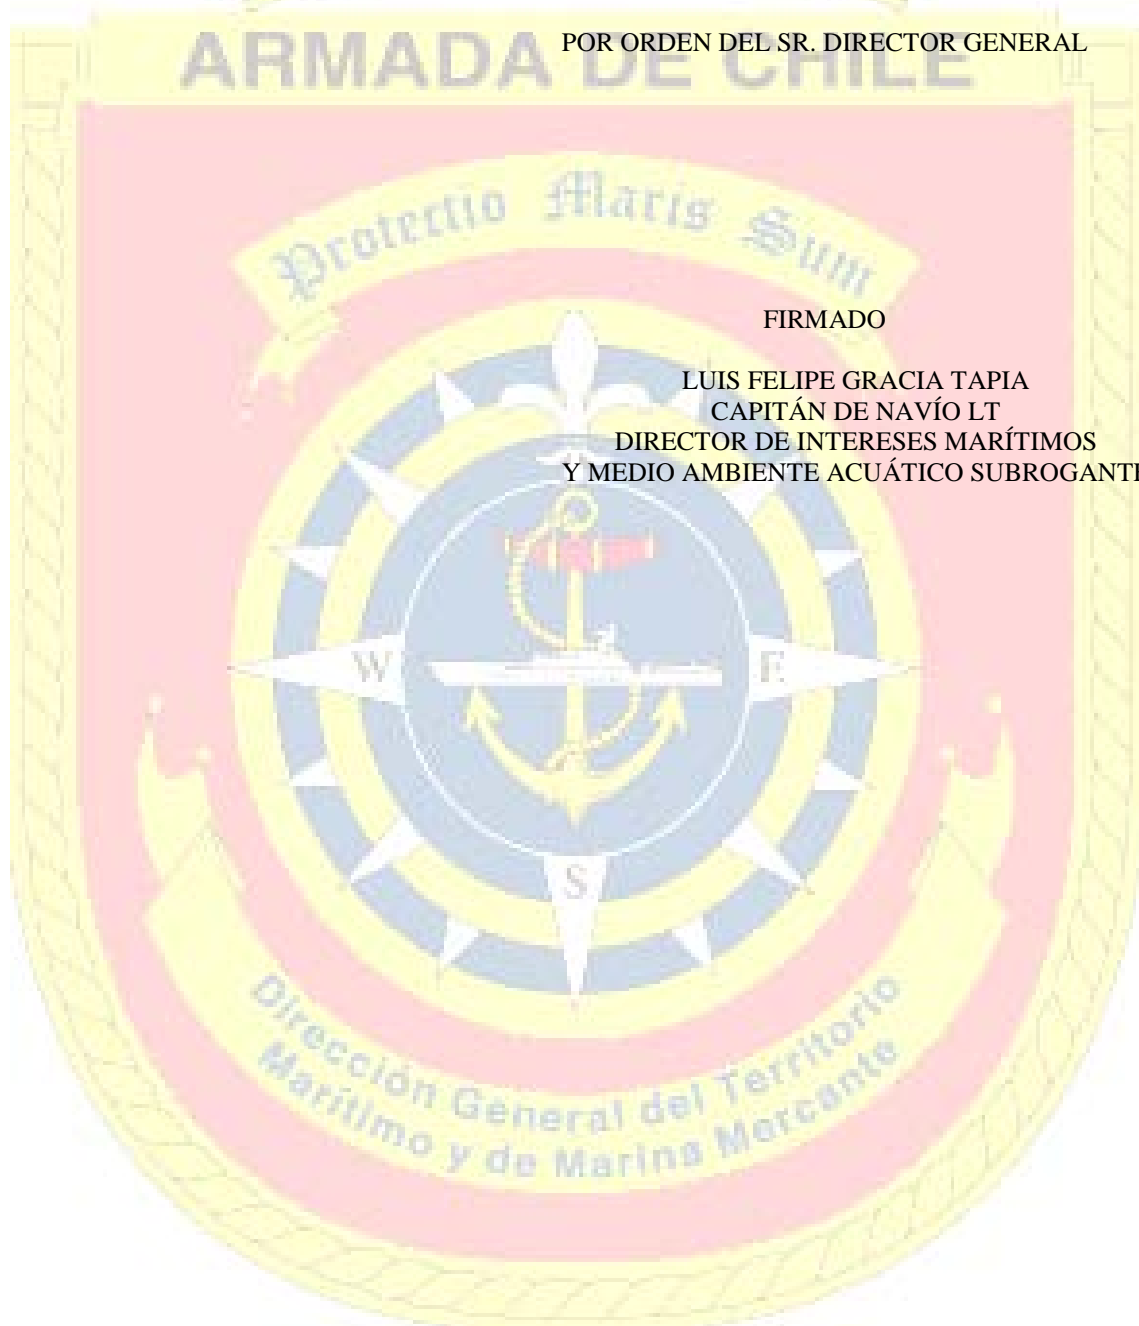 ARMADA DE CHILE
POR ORDEN DEL SR. DIRECTOR GENERAL
Protectio Maris Sum
FIRMADO
LUIS FELIPE GRACIA TAPIA
CAPITÁN DE NAVÍO LT
DIRECTOR DE INTERESES MARÍTIMOS
Y MEDIO AMBIENTE ACUÁTICO SUBROGANTE
W
E
S
Dirección General del Territorio
Marítimo y de Marina Mercante